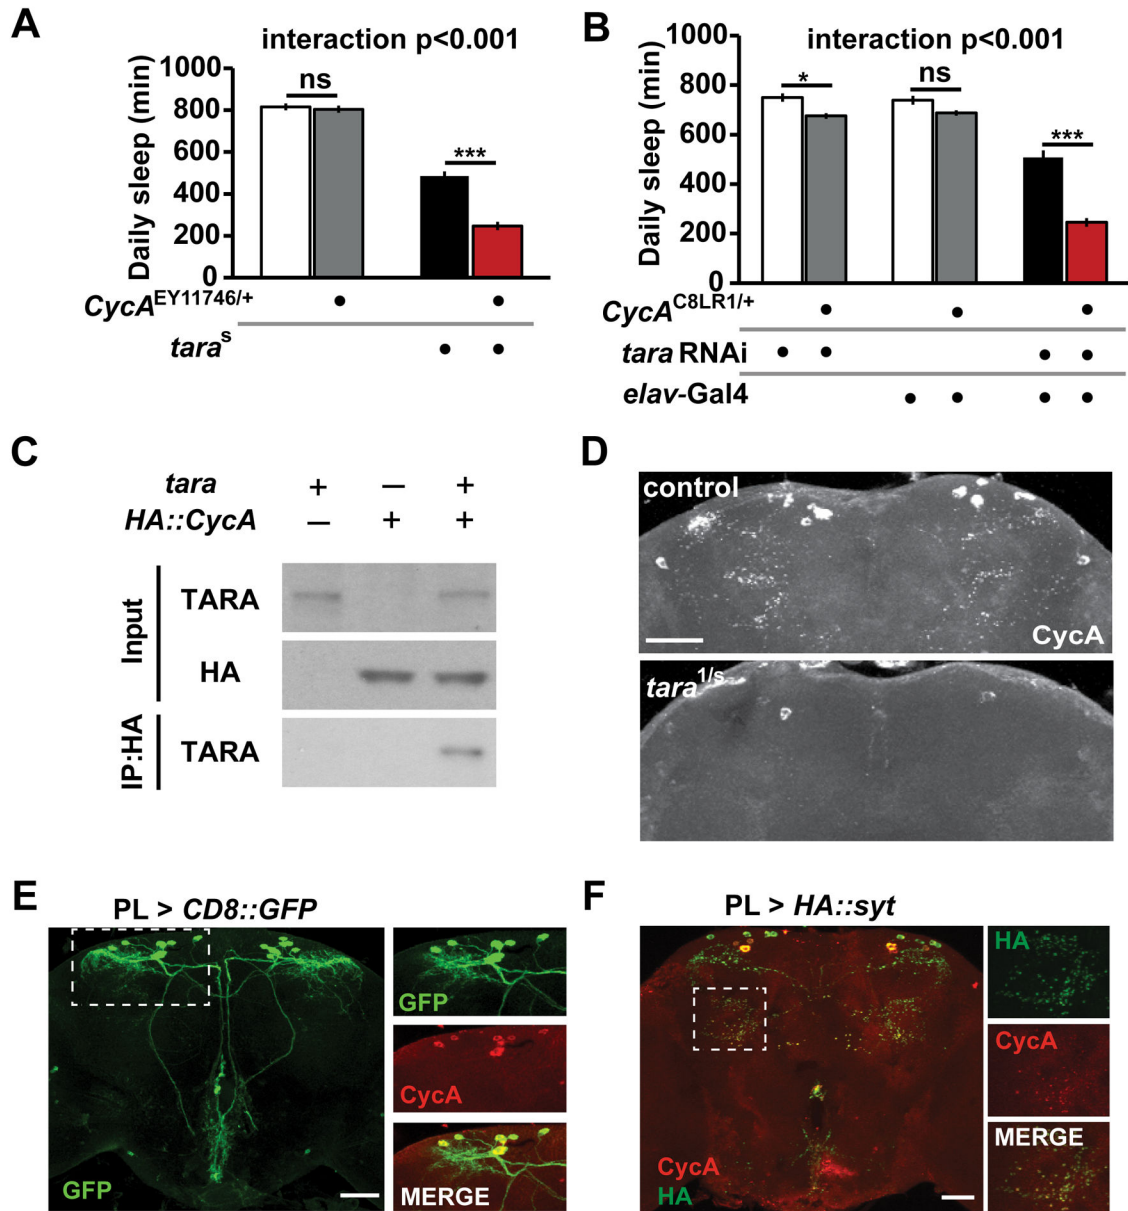 A
interaction p<0.001
Daily sleep (min)
1000
800
600
400
200
0
ns
***
CycA^EY11746/+
tara^s
B
interaction p<0.001
Daily sleep (min)
1000
800
600
400
200
0
*
ns
***
CycA^C8LR1/+
tara RNAi
elav-Gal4
C
tara + — +
HA::CycA — + +
Input
TARA
HA
IP:HA
TARA
D
control
CycA
tara^1/s
E
PL > CD8::GFP
GFP
GFP
CycA
MERGE
F
PL > HA::syt
CycA
HA
HA
CycA
MERGE